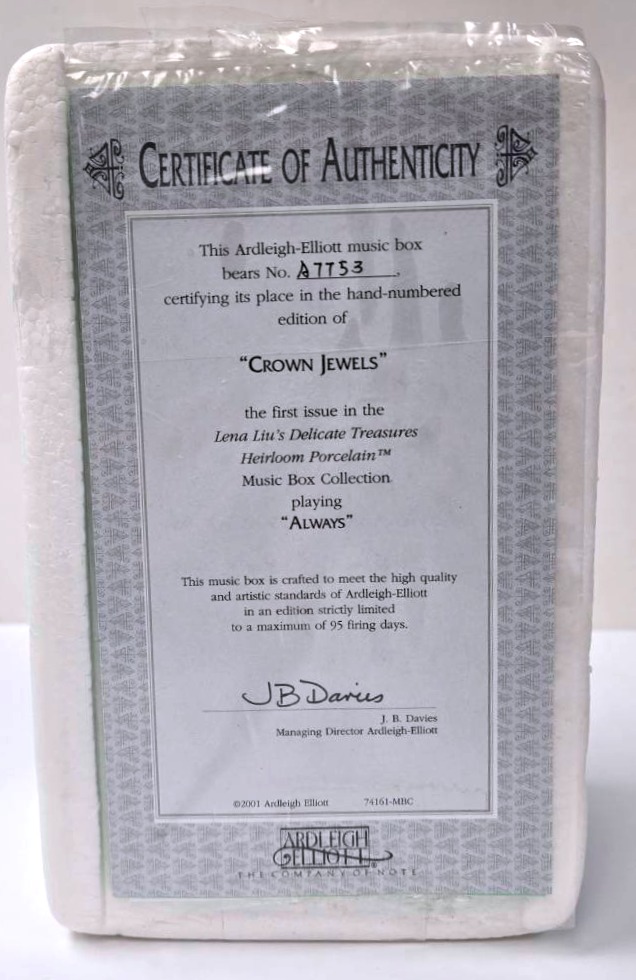 CERTIFICATE OF AUTHENTICITY
This Ardleigh-Elliott music box
bears No. A7753,
certifying its place in the hand-numbered
edition of
"CROWN JEWELS"
the first issue in the
Lena Liu's Delicate Treasures
Heirloom Porcelain™
Music Box Collection
playing
"ALWAYS"
This music box is crafted to meet the high quality
and artistic standards of Ardleigh-Elliott
in an edition strictly limited
to a maximum of 95 firing days.
JB Davies
J. B. Davies
Managing Director Ardleigh-Elliott
©2001 Ardleigh Elliott 74161-MBC
ARDLEIGH
ELLIOTT®
THE COMPANY OF NOTE